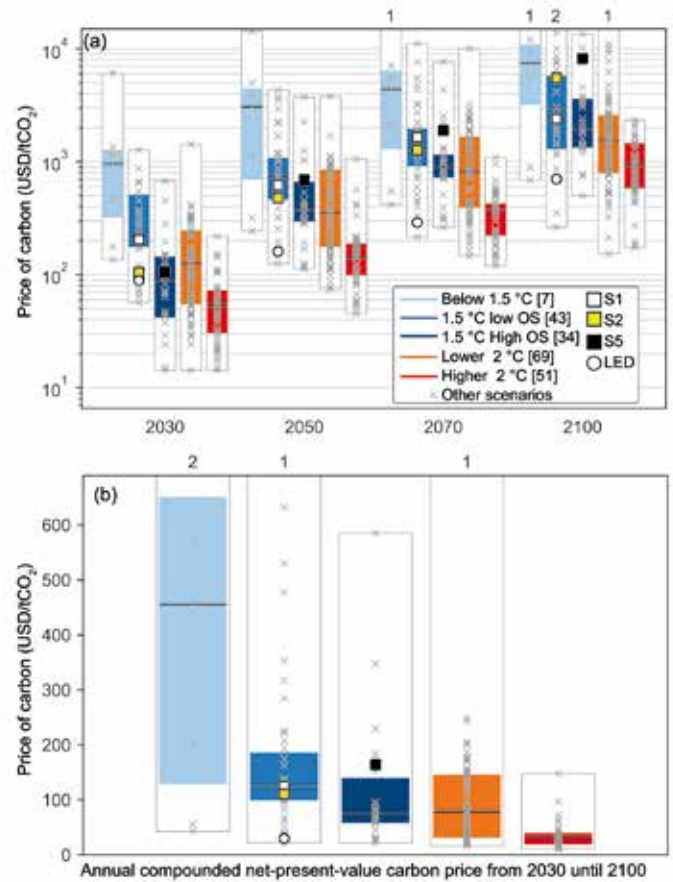 1 1 2 1
(a)
10⁴
10³
10²
10¹
Price of carbon (USD/tCO₂)
Below 1.5 °C [7]
1.5 °C low OS [43]
1.5 °C High OS [34]
Lower 2 °C [69]
Higher 2 °C [51]
× Other scenarios
S1
S2
S5
LED
2030 2050 2070 2100
2 1 1
(b)
600
500
400
300
200
100
0
Price of carbon (USD/tCO₂)
Annual compounded net-present-value carbon price from 2030 until 2100